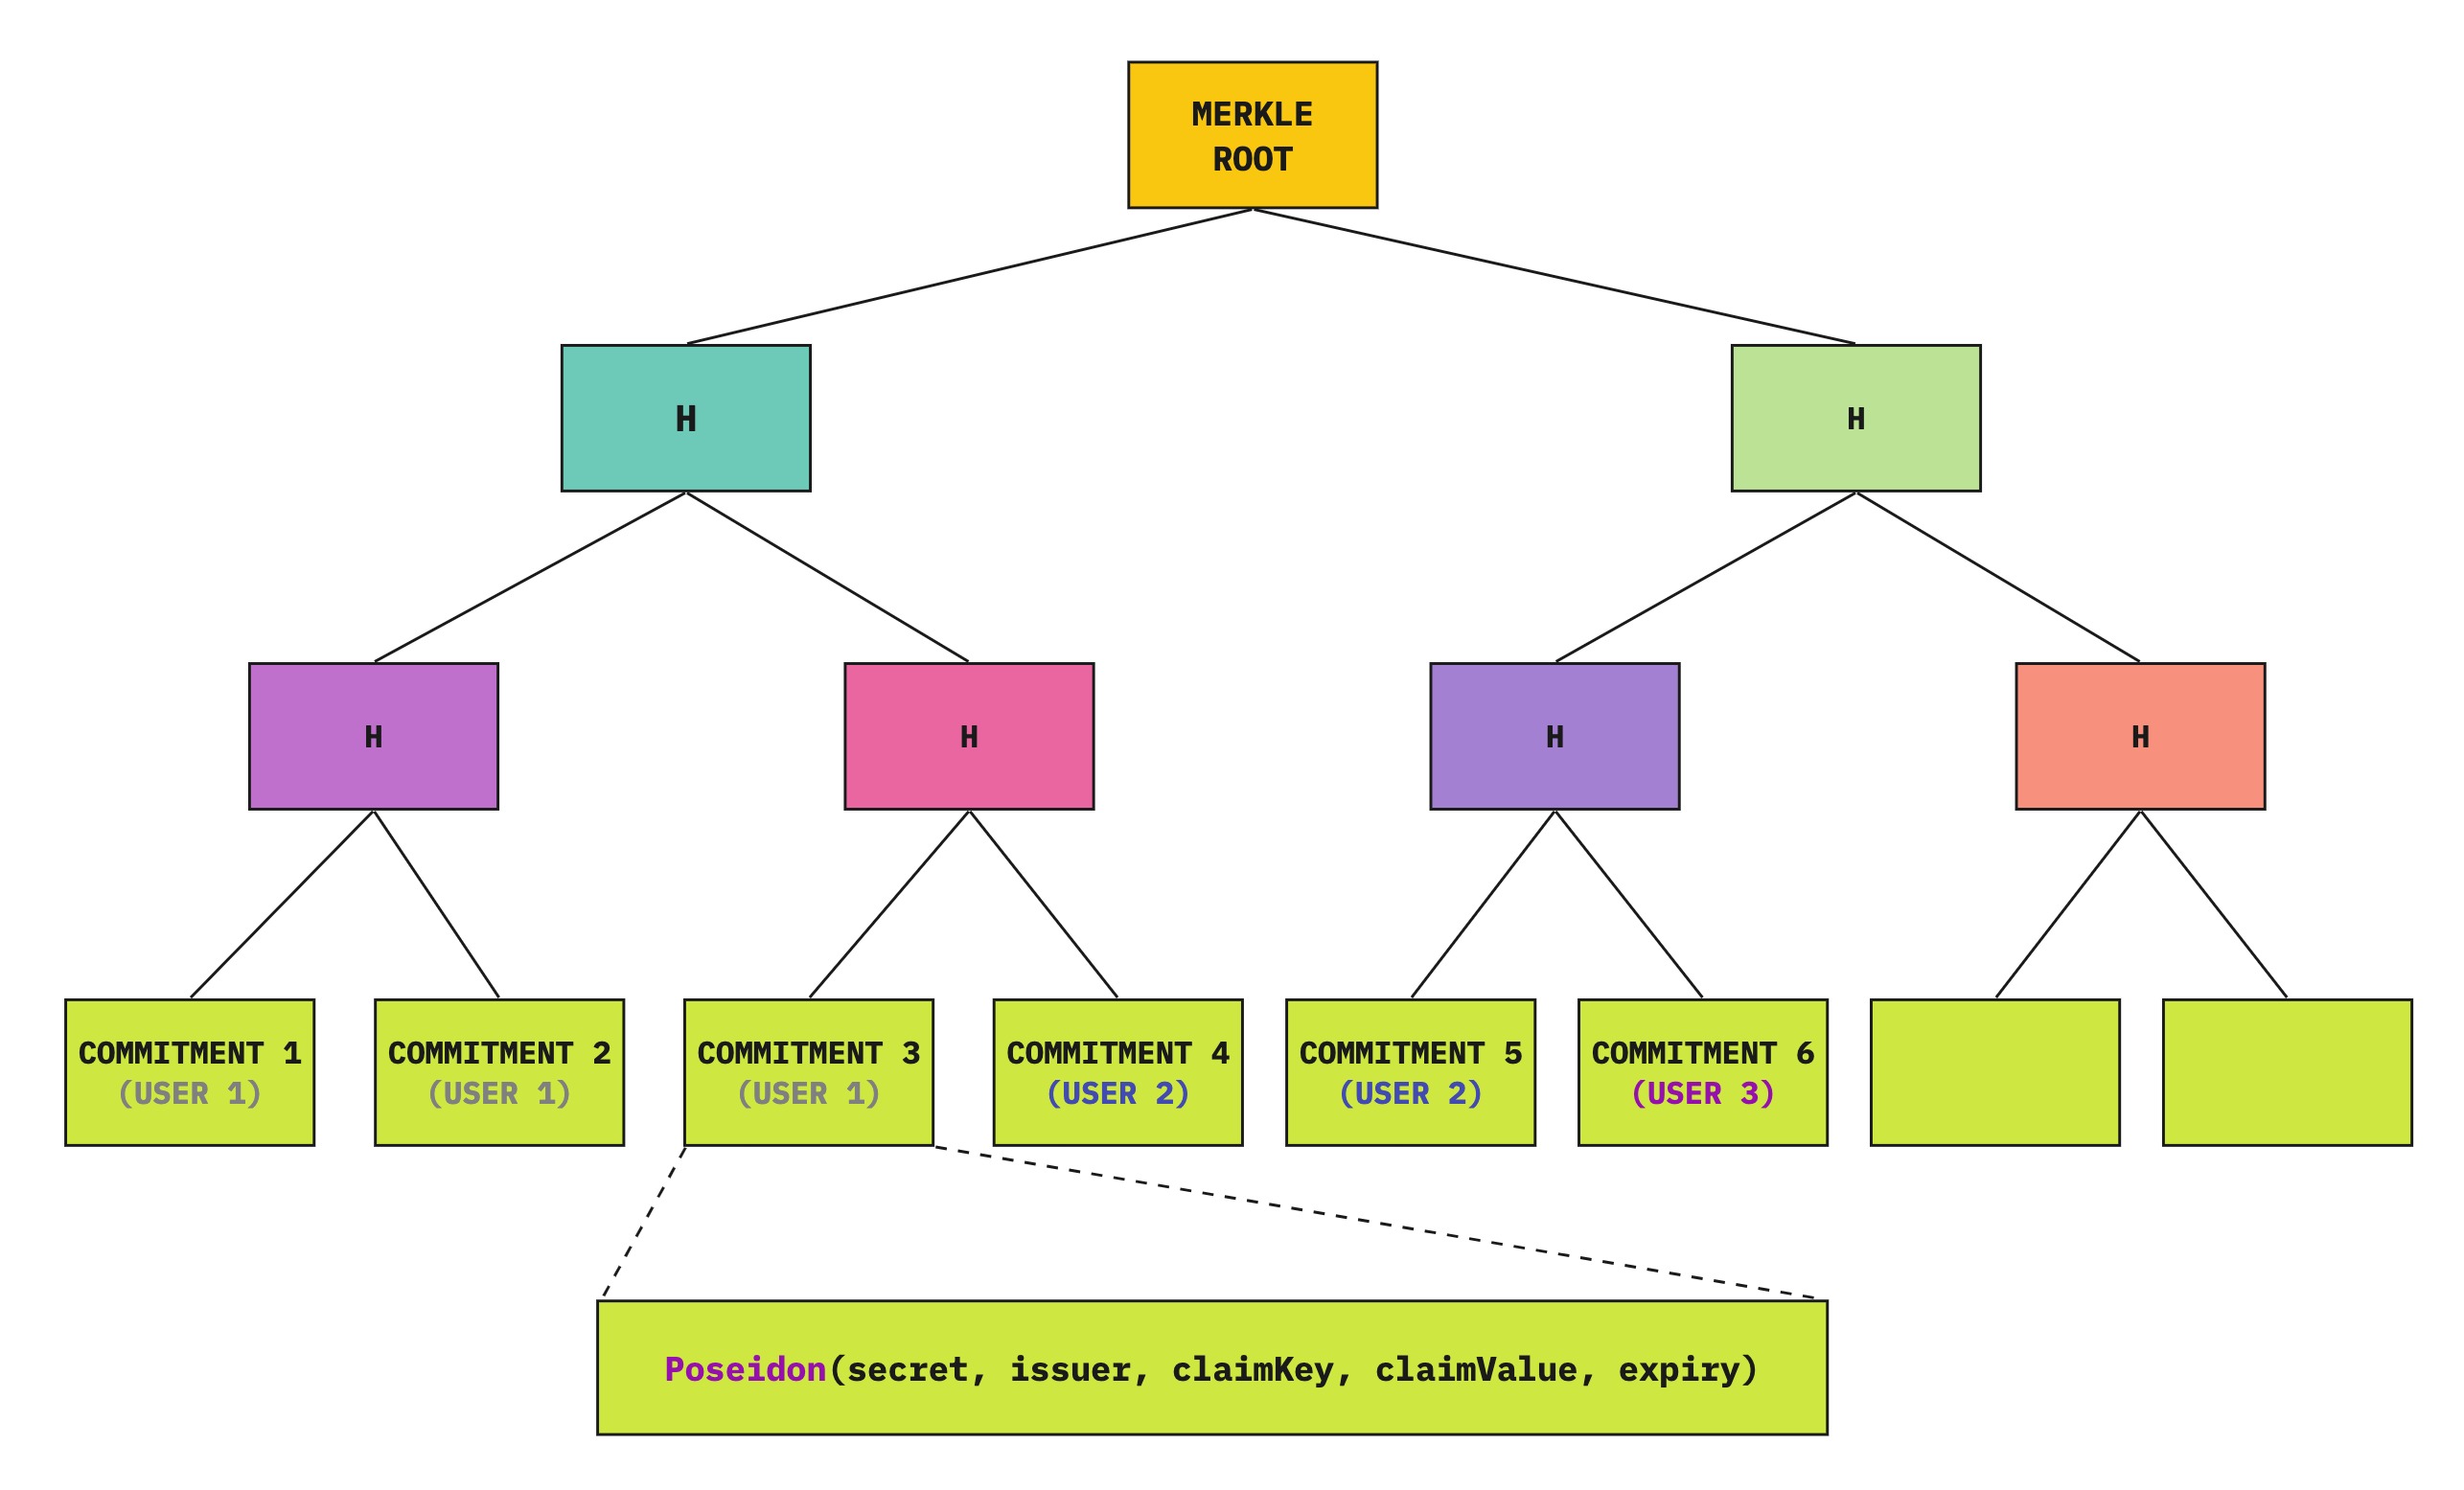 MERKLE
ROOT
H
H
H
H
H
H
COMMITMENT 1
(USER 1)
COMMITMENT 2
(USER 1)
COMMITMENT 3
(USER 1)
COMMITMENT 4
(USER 2)
COMMITMENT 5
(USER 2)
COMMITMENT 6
(USER 3)
Poseidon(secret, issuer, claimKey, claimValue, expiry)